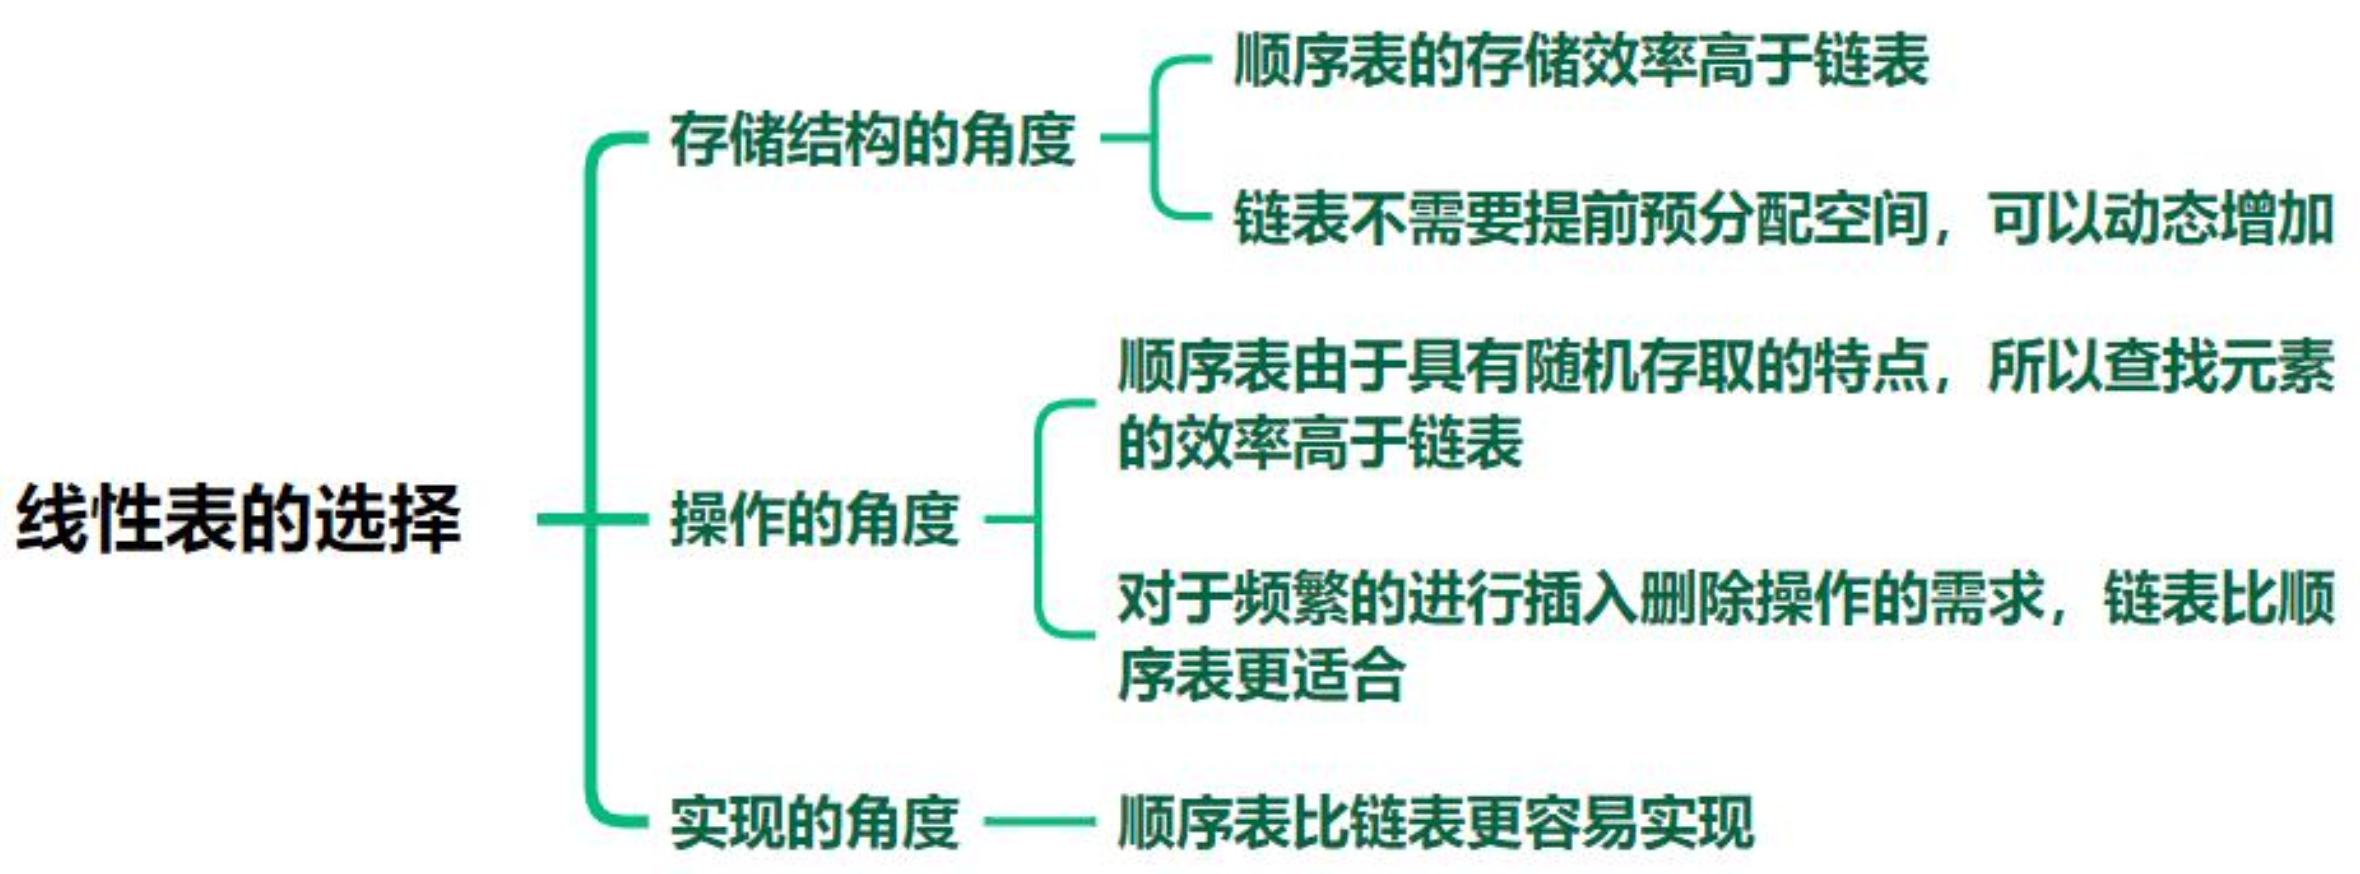 顺序表的存储效率高于链表
存储结构的角度
链表不需要提前预分配空间，可以动态增加
顺序表由于具有随机存取的特点，所以查找元素
的效率高于链表
线性表的选择
操作的角度
对于频繁的进行插入删除操作的需求，链表比顺
序表更适合
实现的角度
顺序表比链表更容易实现